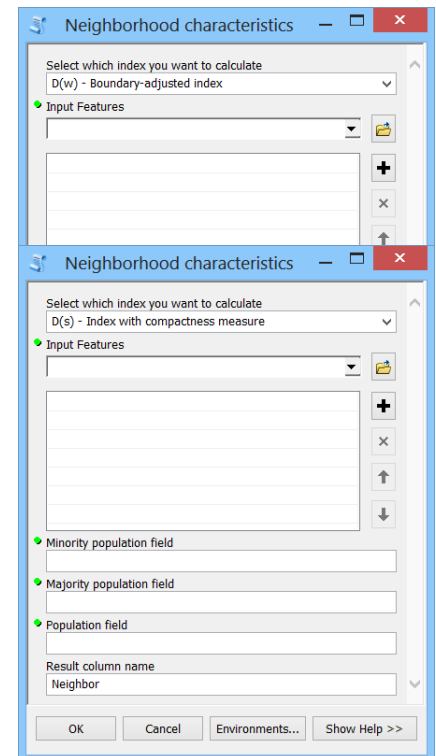 Neighborhood characteristics
Select which index you want to calculate
D(w) - Boundary-adjusted index
Input Features
Neighborhood characteristics
Select which index you want to calculate
D(s) - Index with compactness measure
Input Features
Minority population field
Majority population field
Population field
Result column name
Neighbor
OK Cancel Environments... Show Help >>